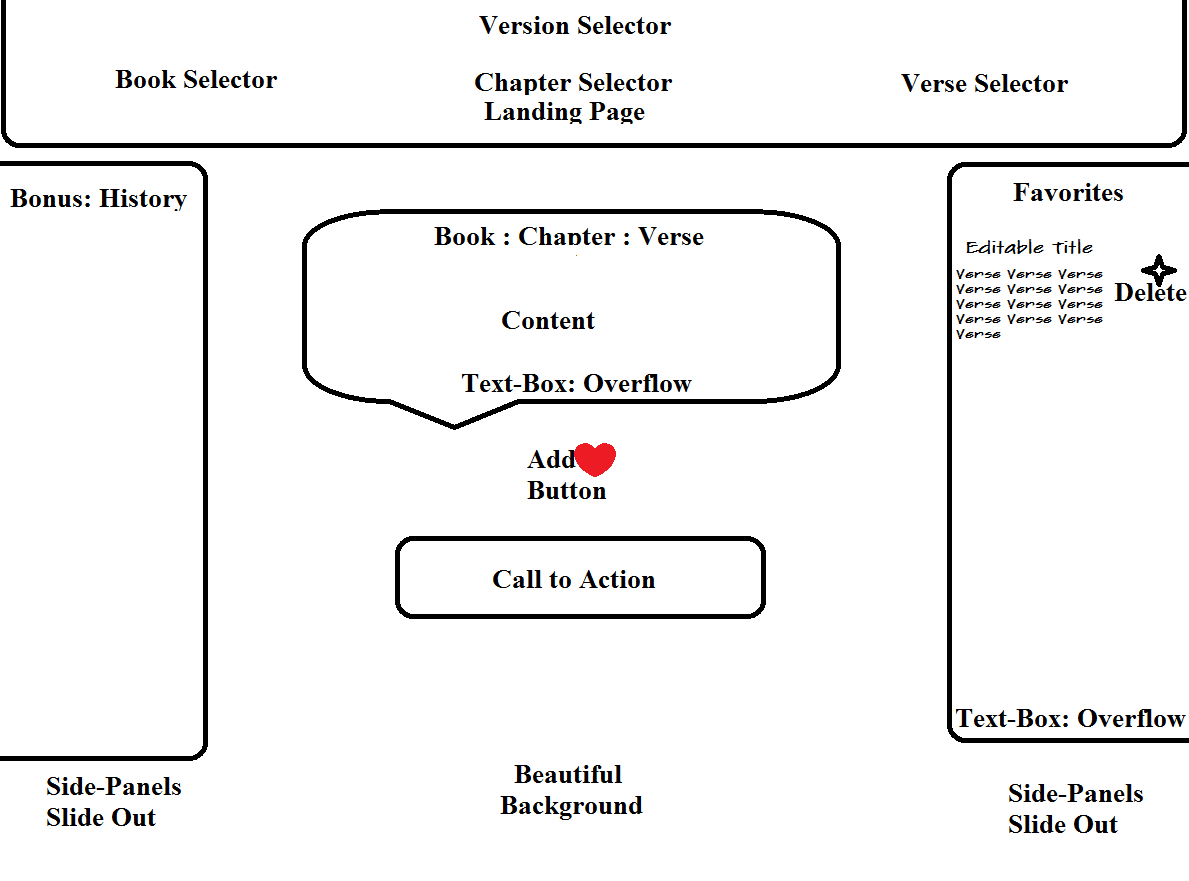 Version Selector
Book Selector
Chapter Selector
Verse Selector
Landing Page
Bonus: History
Favorites
Book : Chapter : Verse
Editable Title
Verse Verse Verse
Verse Verse Verse
Verse Verse Verse
Verse Verse Verse
Verse
Delete
Content
Text-Box: Overflow
Add
Button
Call to Action
Text-Box: Overflow
Side-Panels
Slide Out
Beautiful
Background
Side-Panels
Slide Out